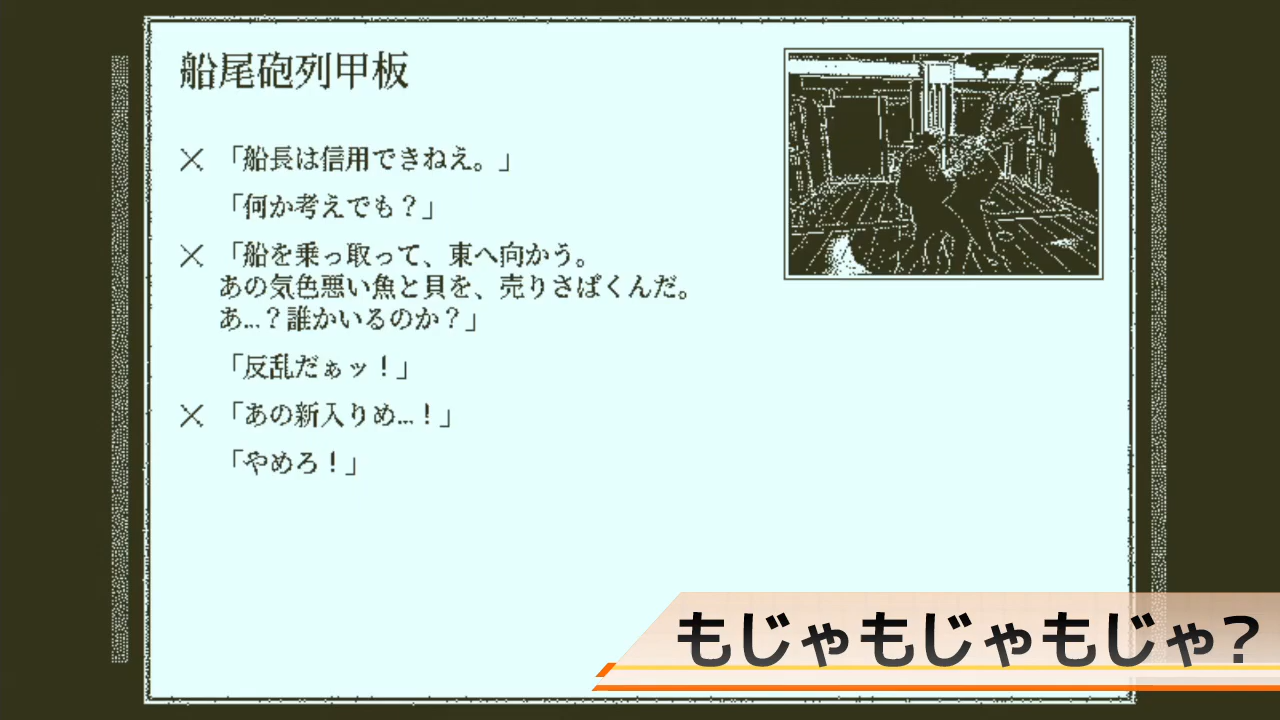 船尾砲列甲板
✕ 「船長は信用できねえ。」
「何か考えでも？」
✕ 「船を乗っ取って、東へ向かう。
あの気色悪い魚と貝を、売りさばくんだ。
あ…？誰かいるのか？」
「反乱だぁッ！」
✕ 「あの新入りめ…！」
「やめろ！」
もじゃもじゃもじゃ?